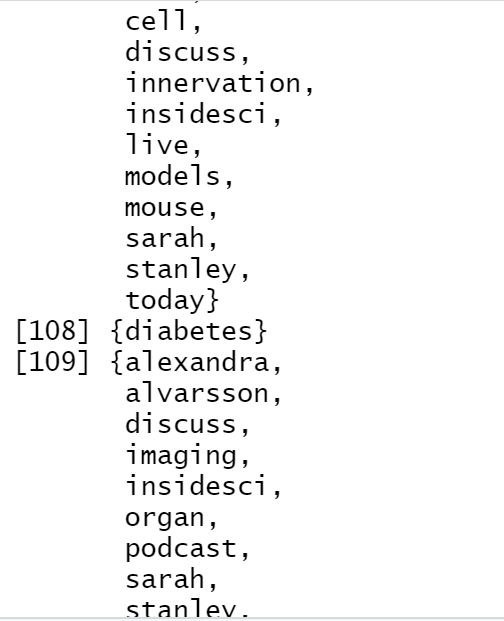 cell,
discuss,
innervation,
insidesci,
live,
models,
mouse,
sarah,
stanley,
today}
[108] {diabetes}
[109] {alexandra,
alvarsson,
discuss,
imaging,
insidesci,
organ,
podcast,
sarah,
stanley,